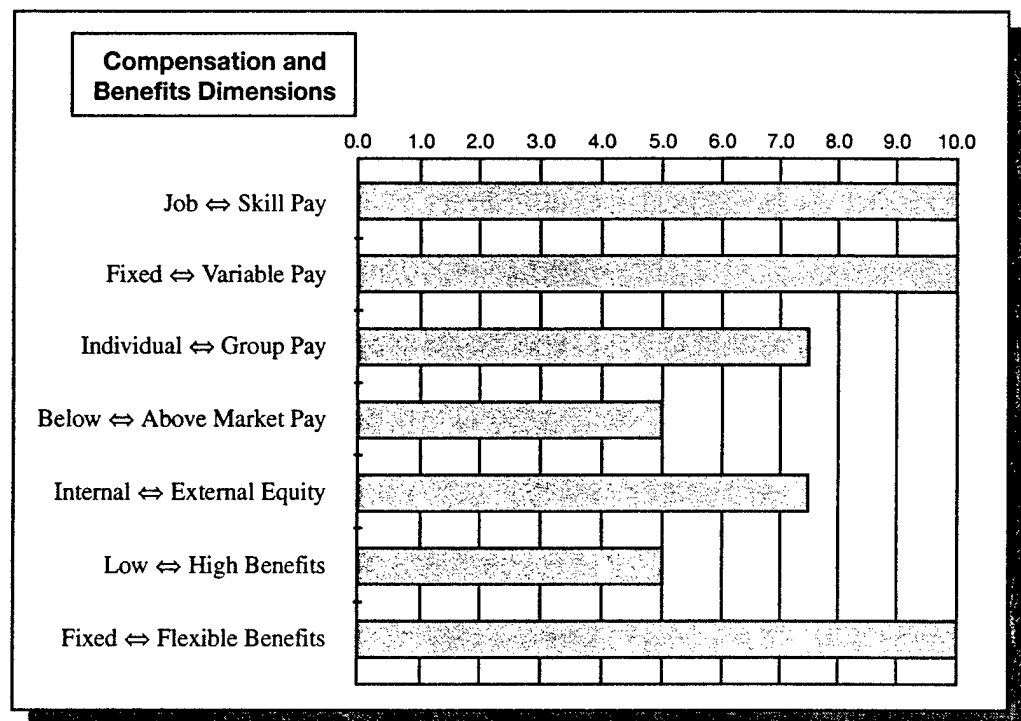 Compensation and
Benefits Dimensions
0.0 1.0 2.0 3.0 4.0 5.0 6.0 7.0 8.0 9.0 10.0
Job ⇔ Skill Pay
Fixed ⇔ Variable Pay
Individual ⇔ Group Pay
Below ⇔ Above Market Pay
Internal ⇔ External Equity
Low ⇔ High Benefits
Fixed ⇔ Flexible Benefits